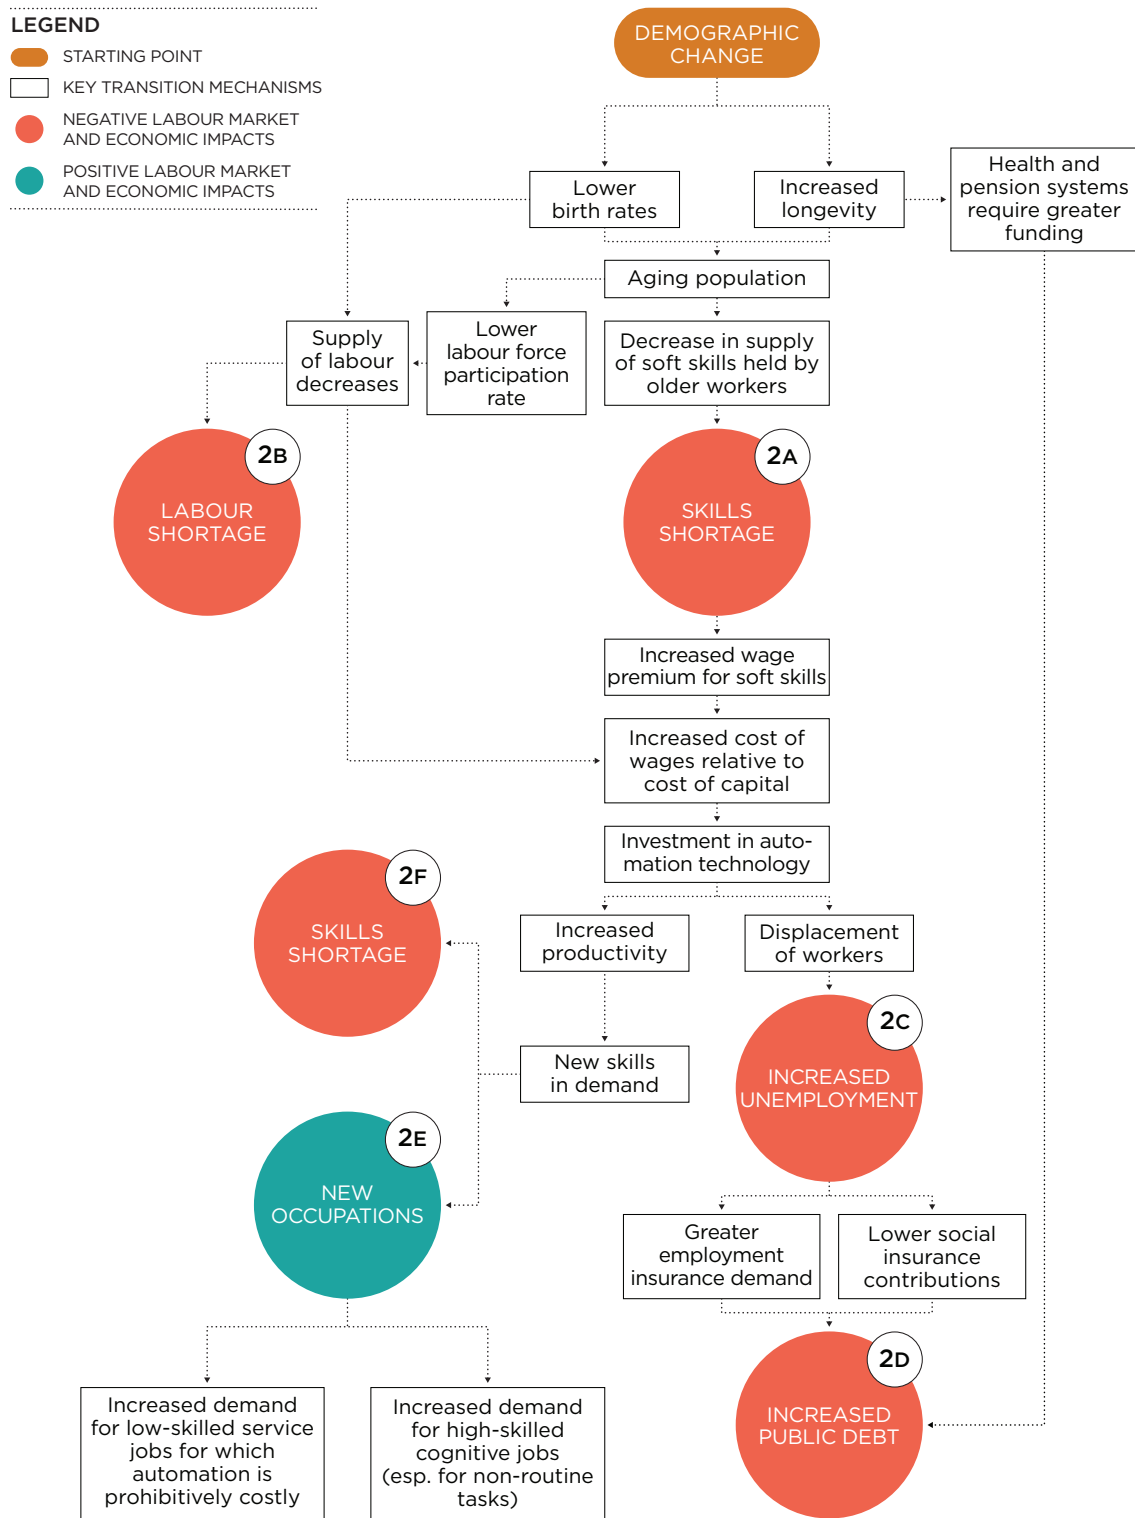 LEGEND
STARTING POINT
KEY TRANSITION MECHANISMS
NEGATIVE LABOUR MARKET
AND ECONOMIC IMPACTS
POSITIVE LABOUR MARKET
AND ECONOMIC IMPACTS
DEMOGRAPHIC
CHANGE
Lower
birth rates
Increased
longevity
Health and
pension systems
require greater
funding
Aging population
Supply
of labour
decreases
Lower
labour force
participation
rate
Decrease in supply
of soft skills held by
older workers
2B
LABOUR
SHORTAGE
2A
SKILLS
SHORTAGE
Increased wage
premium for soft skills
Increased cost of
wages relative to
cost of capital
Investment in auto-
mation technology
2F
SKILLS
SHORTAGE
Increased
productivity
Displacement
of workers
2C
INCREASED
UNEMPLOYMENT
New skills
in demand
2E
NEW
OCCUPATIONS
Greater
employment
insurance demand
Lower social
insurance
contributions
2D
INCREASED
PUBLIC DEBT
Increased demand
for low-skilled service
jobs for which
automation is
prohibitively costly
Increased demand
for high-skilled
cognitive jobs
(esp. for non-routine
tasks)